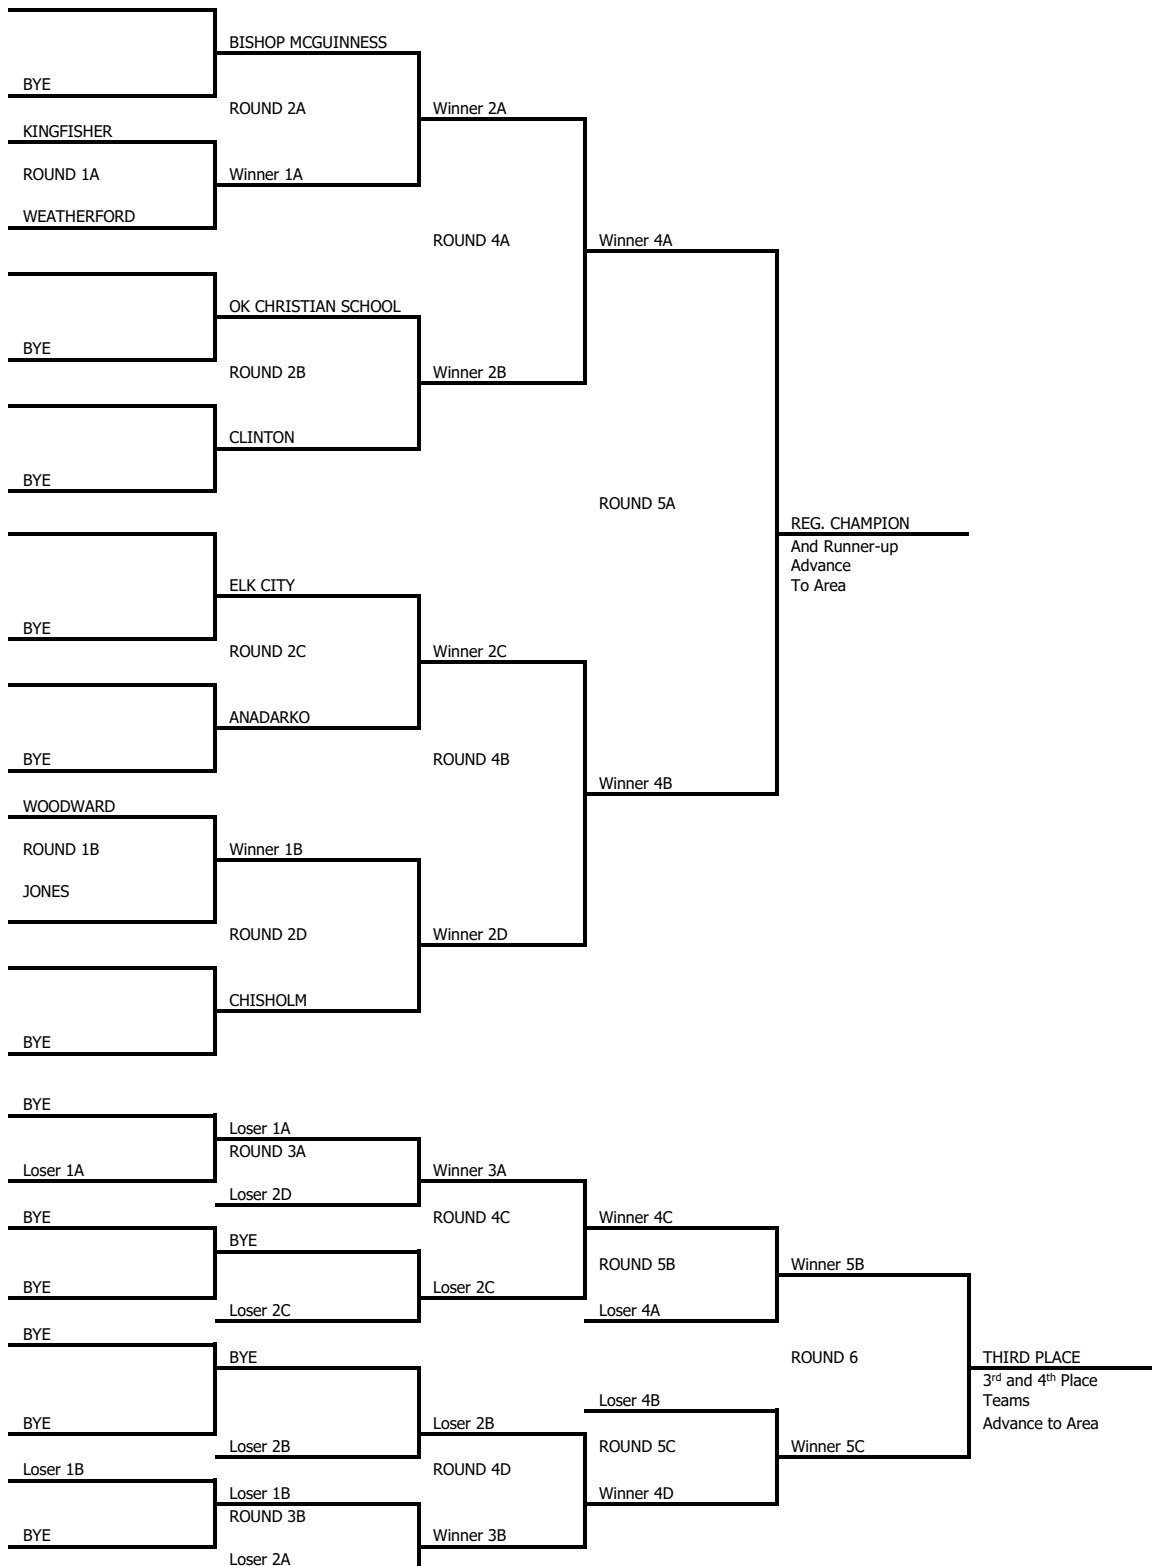 BISHOP MCGUINNESS
BYE
ROUND 2A
Winner 2A
KINGFISHER
ROUND 1A
Winner 1A
WEATHERFORD
ROUND 4A
Winner 4A
OK CHRISTIAN SCHOOL
BYE
ROUND 2B
Winner 2B
CLINTON
BYE
ROUND 5A
REG. CHAMPION
And Runner-up
Advance
To Area
ELK CITY
BYE
ROUND 2C
Winner 2C
ANADARKO
BYE
ROUND 4B
Winner 4B
WOODWARD
ROUND 1B
Winner 1B
JONES
ROUND 2D
Winner 2D
CHISHOLM
BYE
BYE
Loser 1A
ROUND 3A
Loser 1A
Winner 3A
Loser 2D
BYE
ROUND 4C
Winner 4C
BYE
ROUND 5B
Winner 5B
BYE
Loser 2C
Loser 2C
Loser 4A
BYE
BYE
ROUND 6
THIRD PLACE
3rd and 4th Place
Teams
Advance to Area
Loser 4B
BYE
Loser 2B
Loser 2B
ROUND 5C
Winner 5C
Loser 1B
ROUND 4D
Loser 1B
Winner 4D
ROUND 3B
BYE
Winner 3B
Loser 2A